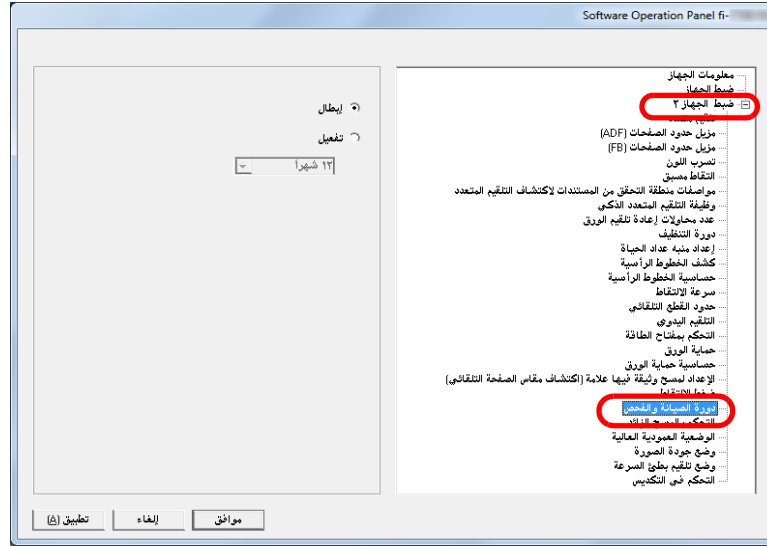 Software Operation Panel fi-
معلومات الجهاز
ضبط الجهاز
ضبط الجهاز ٢
مزيل حدود الصفحات (ADF)
مزيل حدود الصفحات (FB)
تسرب اللون
التقاط مسبق
مواصفات منطقة التحقق من المستندات لاكتشاف التلقيم المتعدد
وظيفة التلقيم المتعدد الذكي
عدد محاولات إعادة تلقيم الورق
دورة التنظيف
إعداد منبه عداد الحياة
كشف الخطوط الرأسية
حساسية الخطوط الرأسية
سرعة الالتقاط
حدود القطع التلقائي
التلقيم اليدوي
التحكم بمفتاح الطاقة
حماية الورق
حساسية حماية الورق
الإعداد لمسح وثيقة فيها علامة (اكتشاف مقاس الصفحة التلقائي)
ضغط الالتقاط
دورة الصيانة والفحص
الوضعية العمودية العالية
وضع جودة الصورة
وضع تلقيم بطئ السرعة
التحكم في التكديس
إبطال
تفعيل
١٢ شهراً
موافق
إلغاء
تطبيق (A)